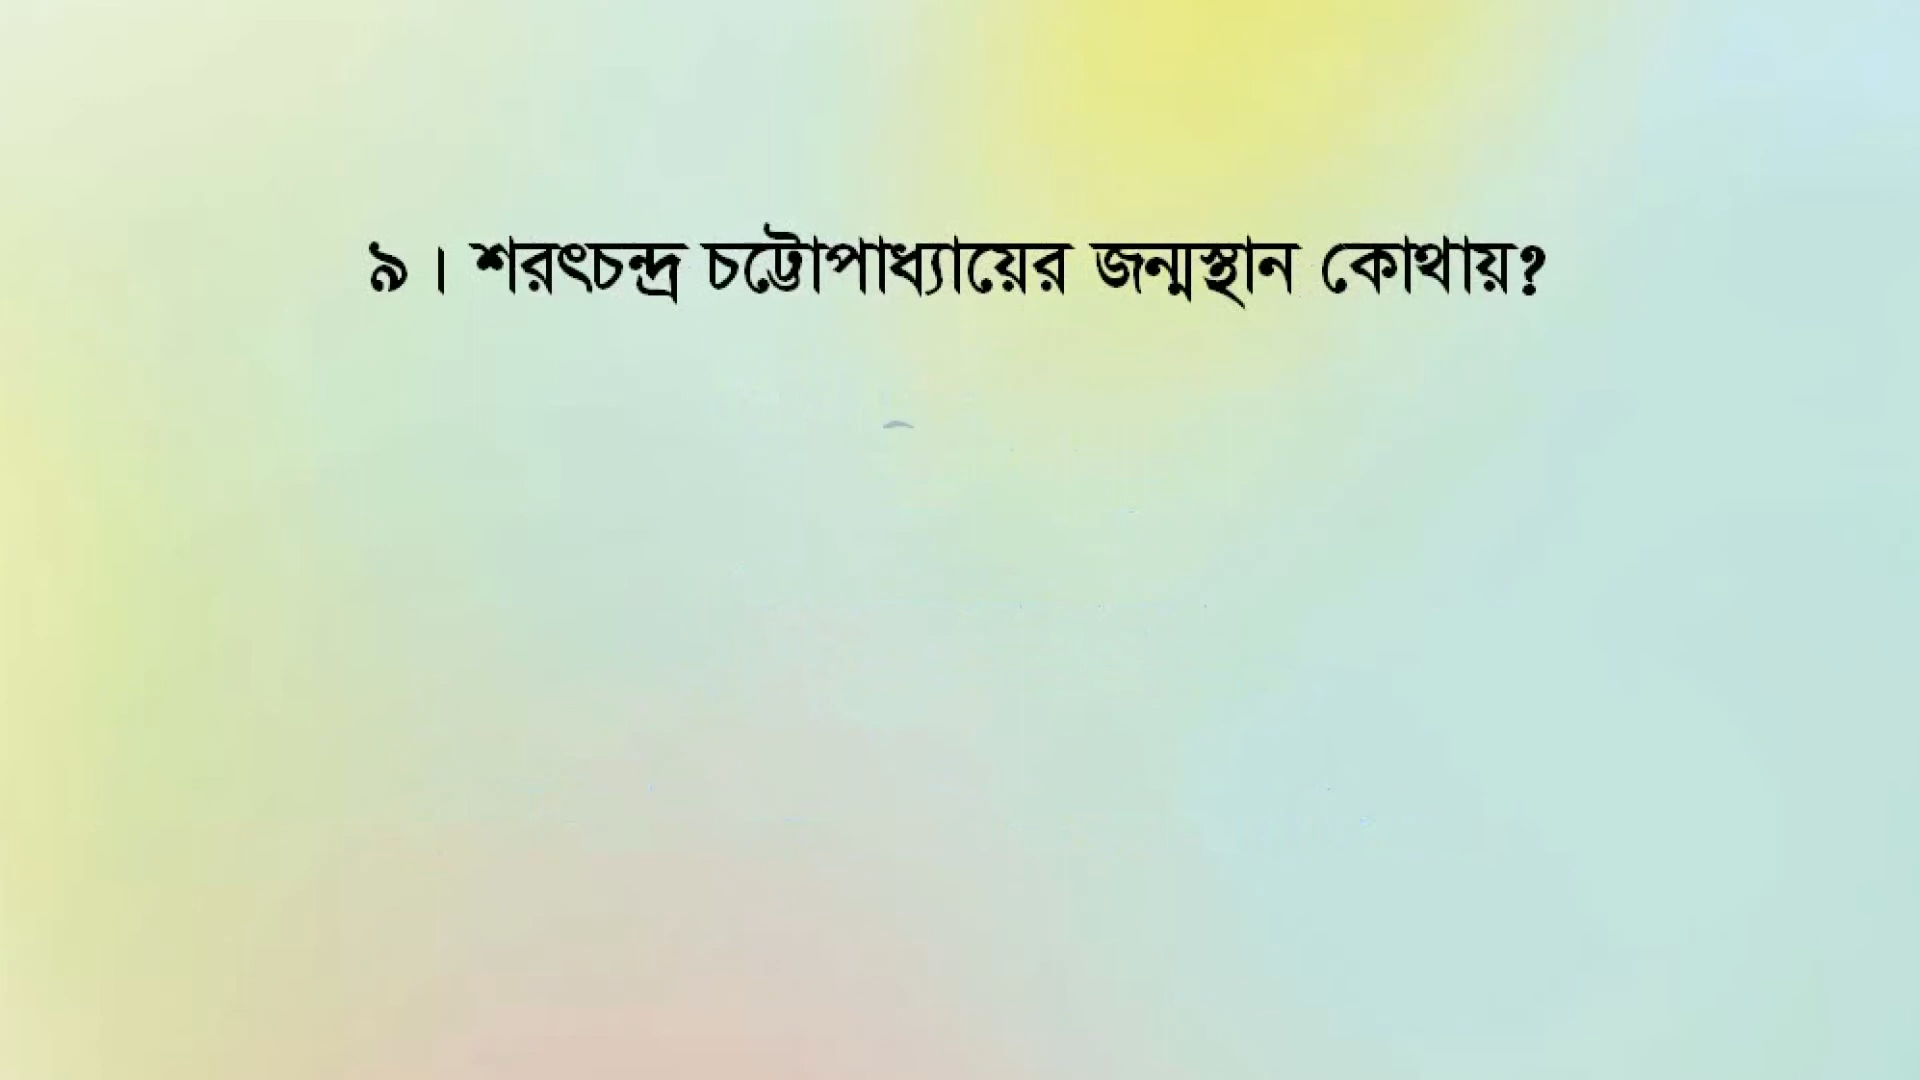 ৯। শরৎচন্দ্র চট্টোপাধ্যায়ের জন্মস্থান কোথায়?